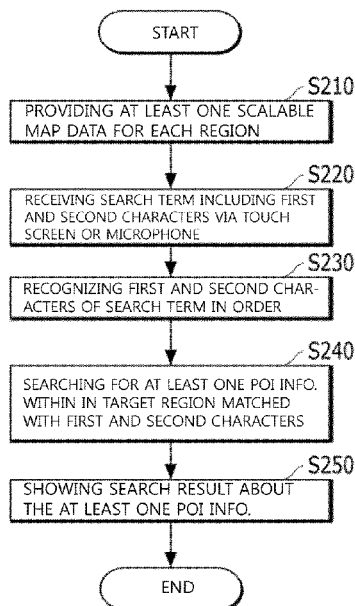 START
S210
PROVIDING AT LEAST ONE SCALABLE
MAP DATA FOR EACH REGION
S220
RECEIVING SEARCH TERM INCLUDING FIRST
AND SECOND CHARACTERS VIA TOUCH
SCREEN OR MICROPHONE
S230
RECOGNIZING FIRST AND SECOND CHAR-
ACTERS OF SEARCH TERM IN ORDER
S240
SEARCHING FOR AT LEAST ONE POI INFO.
WITHIN IN TARGET REGION MATCHED
WITH FIRST AND SECOND CHARACTERS
S250
SHOWING SEARCH RESULT ABOUT
THE AT LEAST ONE POI INFO.
END